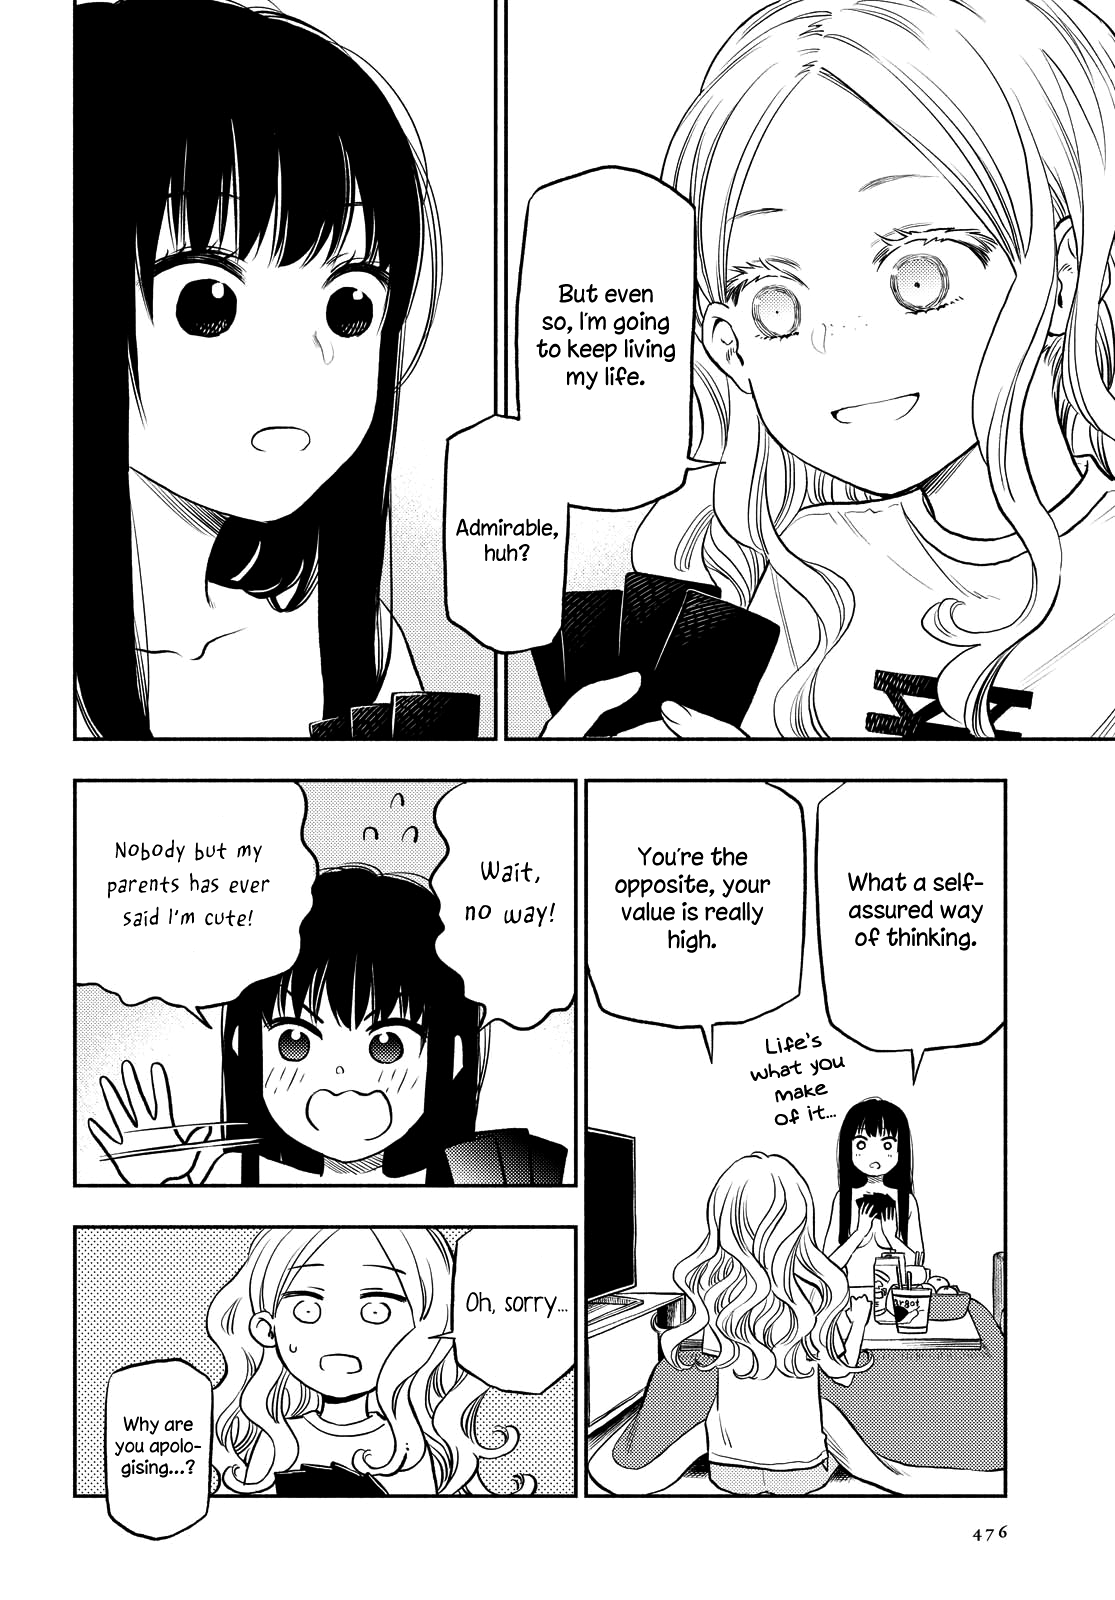 But even
so, I'm going
to keep living
my life.
Admirable,
huh?
What a self-
assured way
of thinking.
You're the
opposite, your
value is really
high.
Life's
what you
make
of it...
Wait,
no way!
Nobody but my
parents has ever
said I'm cute!
Oh, sorry...
Why are
you apolo-
gising...?
476